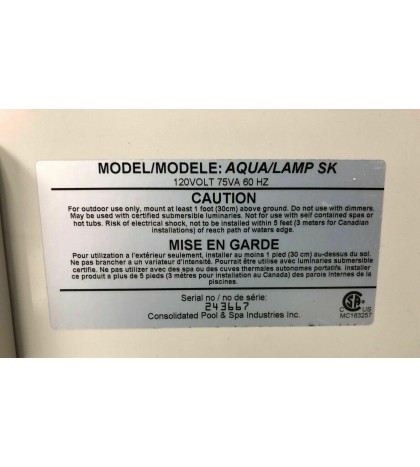 MODEL/MODELE: AQUA/LAMP SK
120VOLT 75VA 60 HZ
CAUTION
For outdoor use only, mount at least 1 foot (30cm) above ground. Do not use with dimmers.
May be used with certified submersible luminaries. Not for use with self contained spas or
hot tubs. Risk of electrical shock, not to be installed within 5 feet (3 meters for Canadian
installations) of reach path of waters edge.
MISE EN GARDE
Pour utilization a l'extérieur seulement, installer au moins 1 pied (30 cm) au-dessus du sol.
Ne pas brancher a un variateur d'intensité. Pourrait être utilize avec luminaires submersible
certifie. Ne pas utilizer avec des spa ou des cuves thermales autonomes portatifs. Installer
ce produit a plus de 5 pieds (3 mètres pour installation au Canada) des parois internes de la
piscines.
Serial no / no de série:
243667
Consolidated Pool & Spa Industries Inc.
SA
C US
MC163257